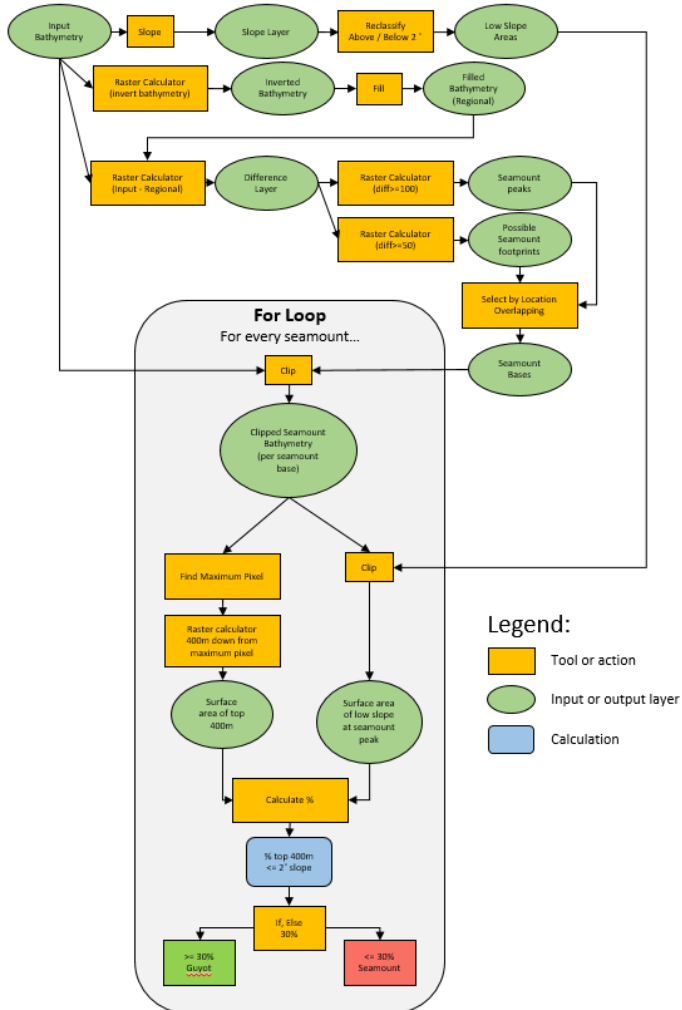 Input
Bathymetry
Slope
Slope Layer
Reclassify
Above / Below 2 °
Low Slope
Areas
Raster Calculator
(invert bathymetry)
Inverted
Bathymetry
Fill
Filled
Bathymetry
(Regional)
Raster Calculator
(Input - Regional)
Difference
Layer
Raster Calculator
(diff>=100)
Seamount
peaks
Raster Calculator
(diff>=50)
Possible
Seamount
footprints
Select by Location
Overlapping
Seamount
Bases
For Loop
For every seamount...
Clip
Clipped Seamount
Bathymetry
(per seamount
base)
Find Maximum Pixel
Clip
Raster calculator
400m down from
maximum pixel
Surface
area of top
400m
Surface area
of low slope
at seamount
peak
Calculate %
% top 400m
<= 2° slope
If, Else
30%
>= 30%
Guyot
<= 30%
Seamount
Legend:
Tool or action
Input or output layer
Calculation